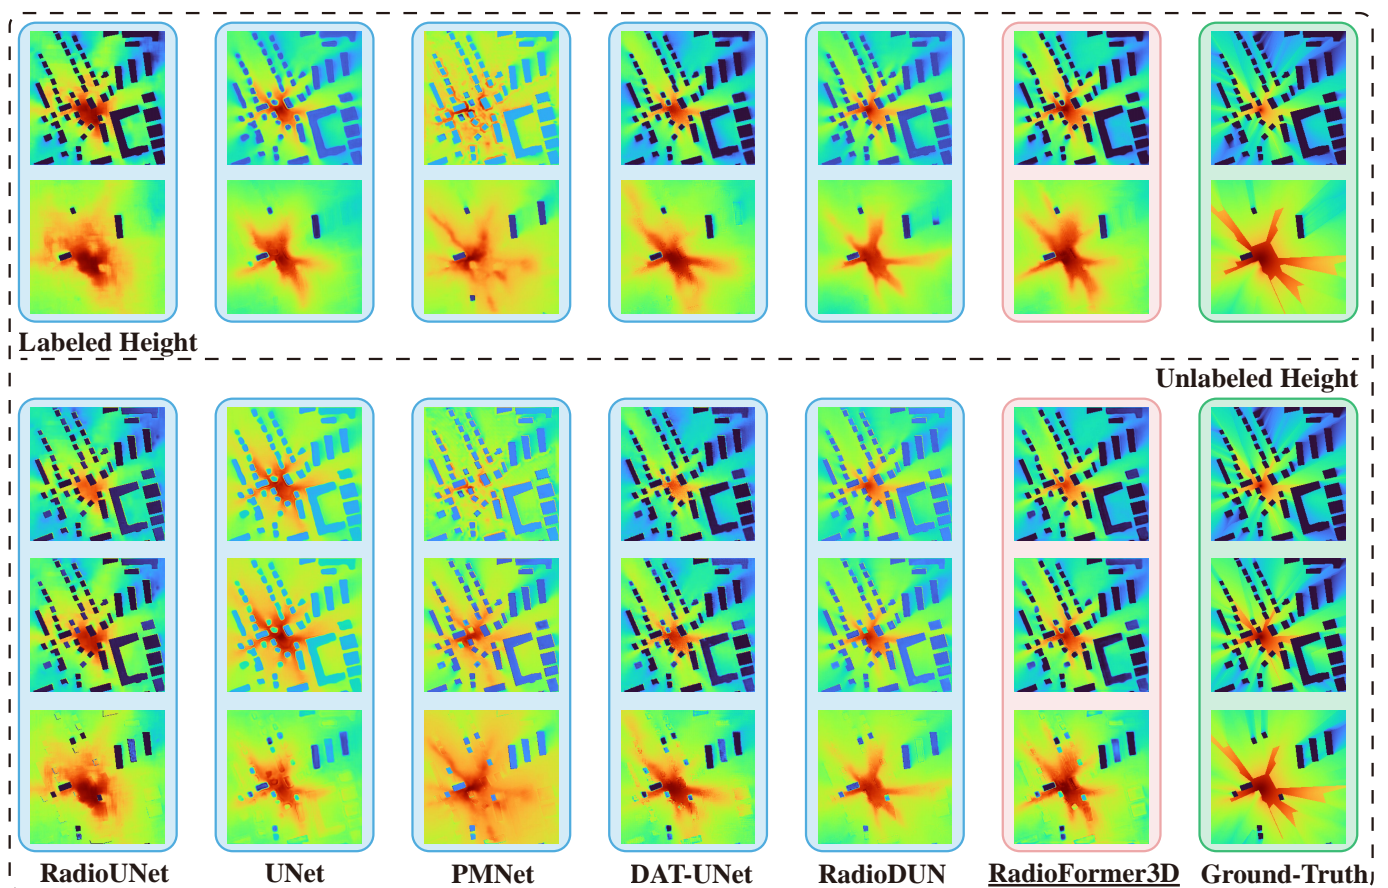 Labeled Height
Unlabeled Height
RadioUNet
UNet
PMNet
DAT-UNet
RadioDUN
RadioFormer3D
Ground-Truth